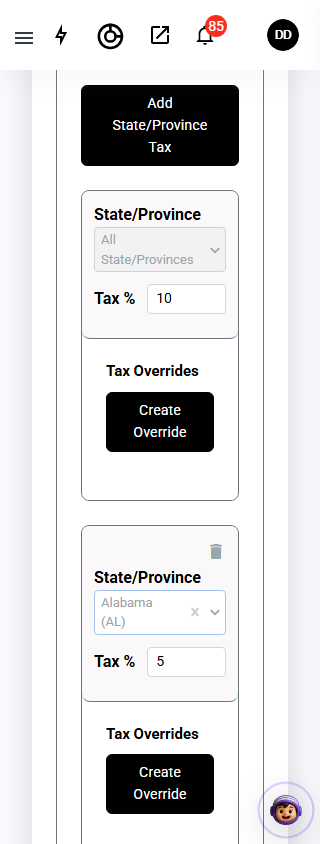 85
DD
Add
State/Province
Tax
State/Province
All
State/Provinces
Tax % 10
Tax Overrides
Create
Override
State/Province
Alabama
(AL)
Tax % 5
Tax Overrides
Create
Override